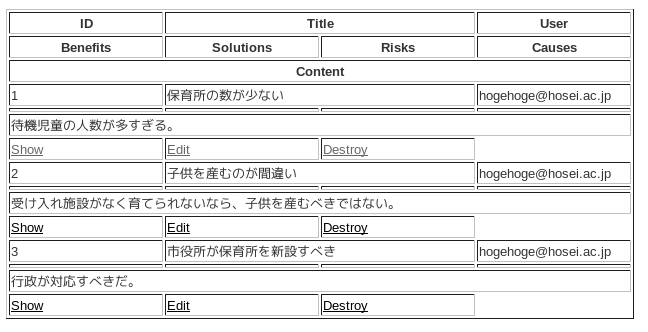 ID Title User
Benefits Solutions Risks Causes
Content
1 保育所の数が少ない hogehoge@hosei.ac.jp
待機児童の人数が多すぎる。
Show Edit Destroy
2 子供を産むのが間違い hogehoge@hosei.ac.jp
受け入れ施設がなく育てられないなら、子供を産むべきではない。
Show Edit Destroy
3 市役所が保育所を新設すべき hogehoge@hosei.ac.jp
行政が対応すべきだ。
Show Edit Destroy